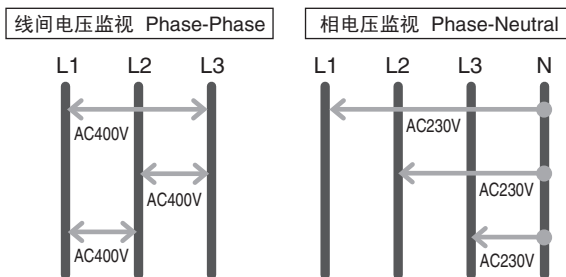 线间电压监视 Phase-Phase
L1 L2 L3
AC400V
AC400V
AC400V
相电压监视 Phase-Neutral
L1 L2 L3 N
AC230V
AC230V
AC230V